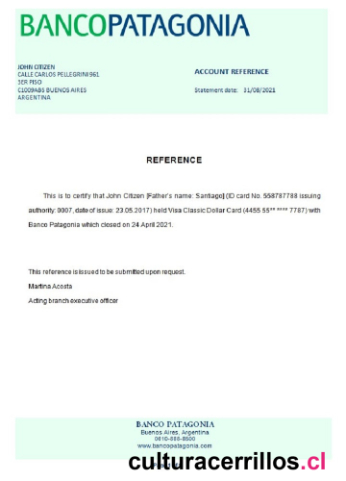 BANCOPATAGONIA
JOHN CITIZEN
CALLE CARLOS PELLEGRINI 961
3ER PISO
C1009ABS BUENOS AIRES
ARGENTINA
ACCOUNT REFERENCE
Statement date: 31/08/2021
REFERENCE
This is to certify that John Citizen [Father's name: Santiago] (ID card No. 558787788 issuing
authority: 0007, date of issue: 23.05.2017) held Visa Classic Dollar Card (4455 55** **** 7787) with
Banco Patagonia which closed on 24 April 2021.
This reference is issued to be submitted upon request.
Martina Acosta
Acting branch executive officer
BANCO PATAGONIA
Buenos Aires, Argentina
0810-888-8500
www.bancopatagonia.com
culturacerrillos.cl